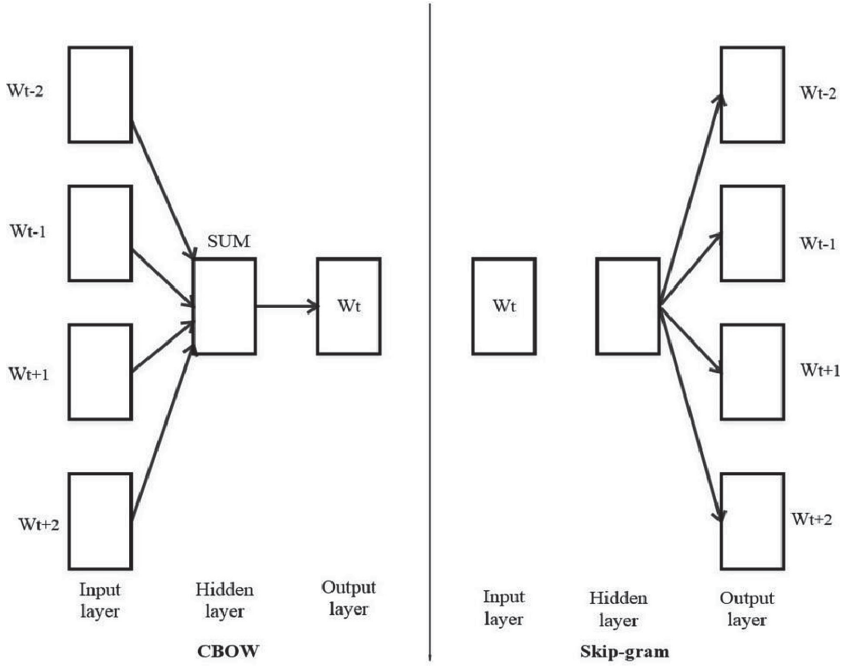 Wt-2
Wt-1
Wt+1
Wt+2
SUM
Wt
Input
layer
Hidden
layer
Output
layer
CBOW
Wt
Wt-2
Wt-1
Wt+1
Wt+2
Input
layer
Hidden
layer
Output
layer
Skip-gram